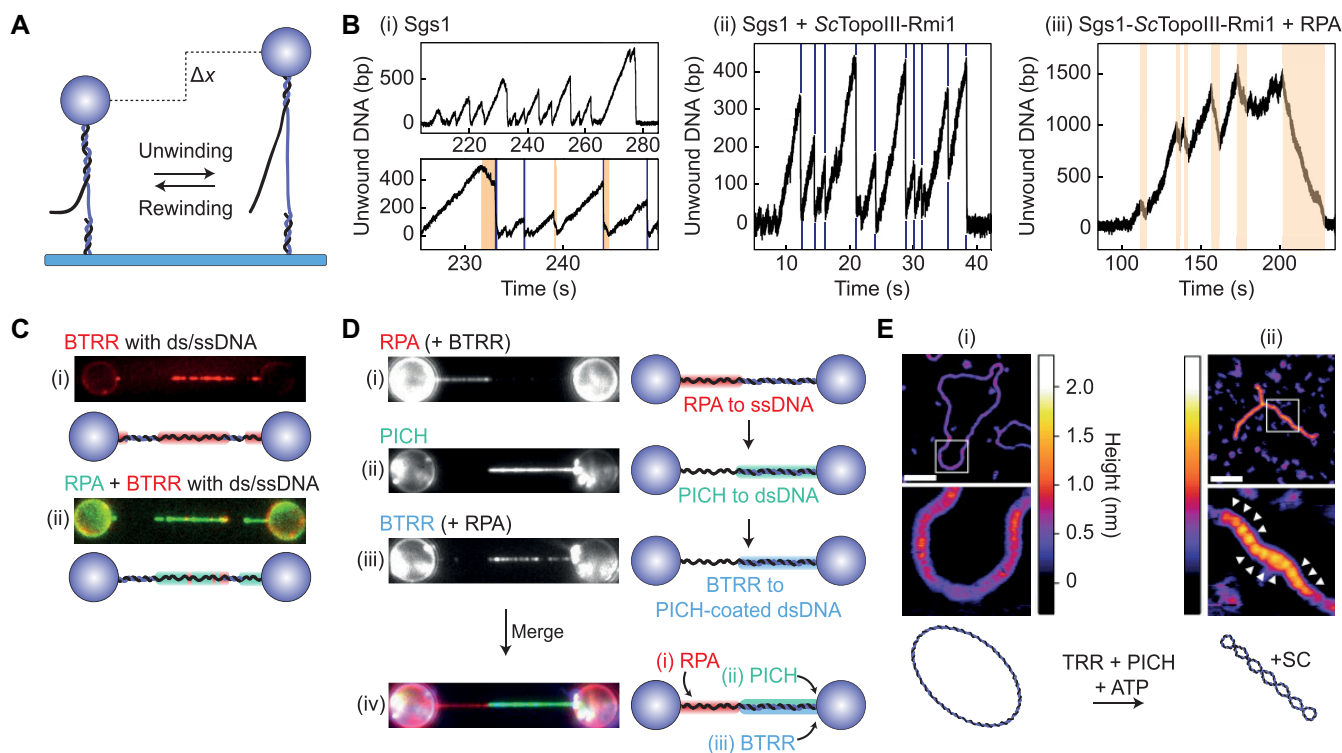 A
Δx
Unwinding
Rewinding
B
(i) Sgs1
Unwound DNA (bp)
500
0
220
240
260
280
400
200
0
230
240
Time (s)
(ii) Sgs1 + ScTopoIII-Rmi1
Unwound DNA (bp)
400
300
200
100
0
10
20
30
40
Time (s)
(iii) Sgs1-ScTopoIII-Rmi1 + RPA
Unwound DNA (bp)
1500
1000
500
0
100
150
200
Time (s)
C
BTRR with ds/ssDNA
(i)
RPA + BTRR with ds/ssDNA
(ii)
D
RPA (+ BTRR)
(i)
RPA to ssDNA
PICH
(ii)
PICH to dsDNA
BTRR (+ RPA)
(iii)
BTRR to
PICH-coated dsDNA
Merge
(iv)
(i) RPA
(ii) PICH
(iii) BTRR
E
(i)
2.0
1.5
1.0
0.5
0
Height (nm)
(ii)
TRR + PICH
+ ATP
+SC